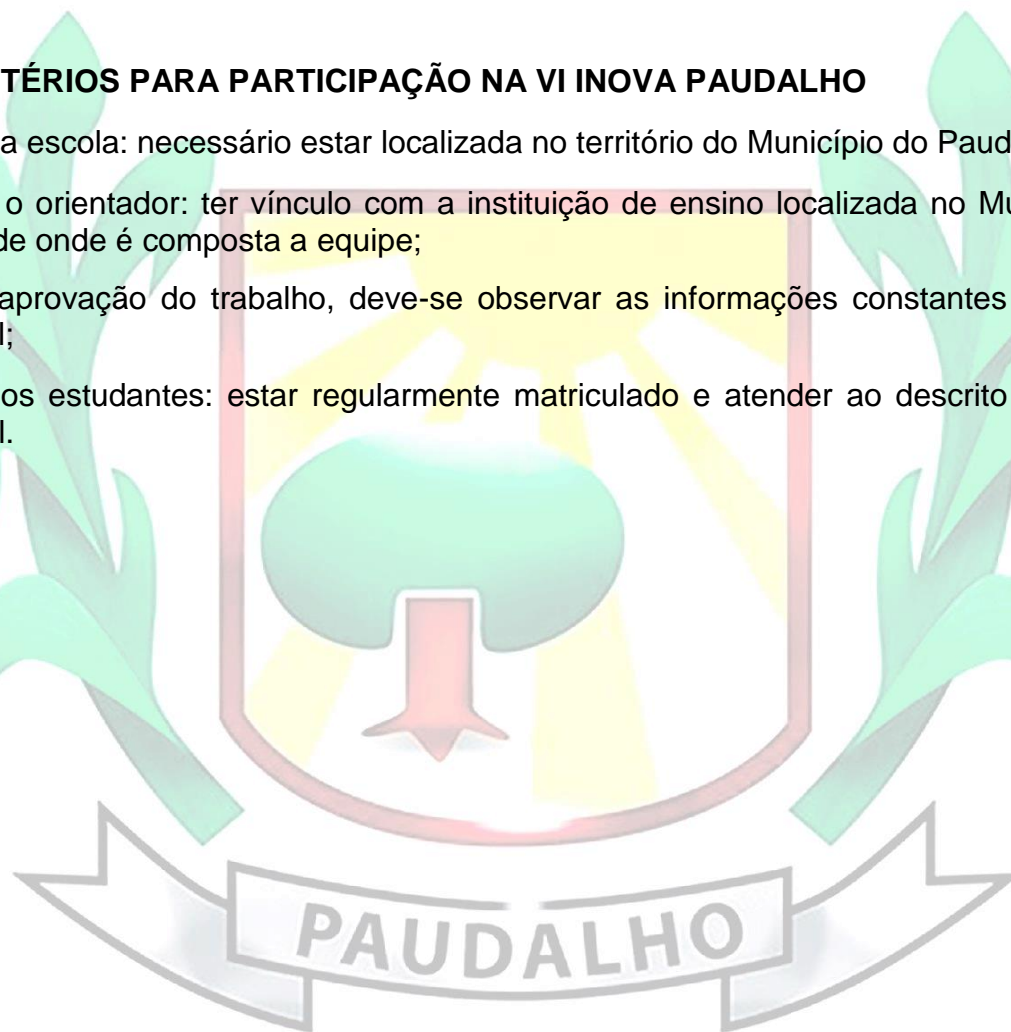 TÉRIOS PARA PARTICIPAÇÃO NA VI INOVA PAUDALHO
a escola: necessário estar localizada no território do Município do Paud
o orientador: ter vínculo com a instituição de ensino localizada no Mu
de onde é composta a equipe;
aprovação do trabalho, deve-se observar as informações constantes
l;
os estudantes: estar regularmente matriculado e atender ao descrito
l.
PAUDALHO